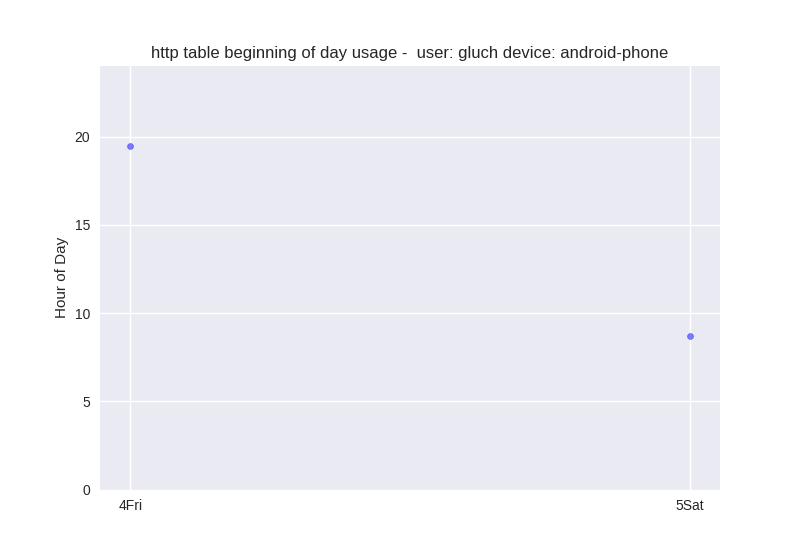 http table beginning of day usage -  user: gluch device: android-phone
Hour of Day
20
15
10
5
0
4Fri
5Sat